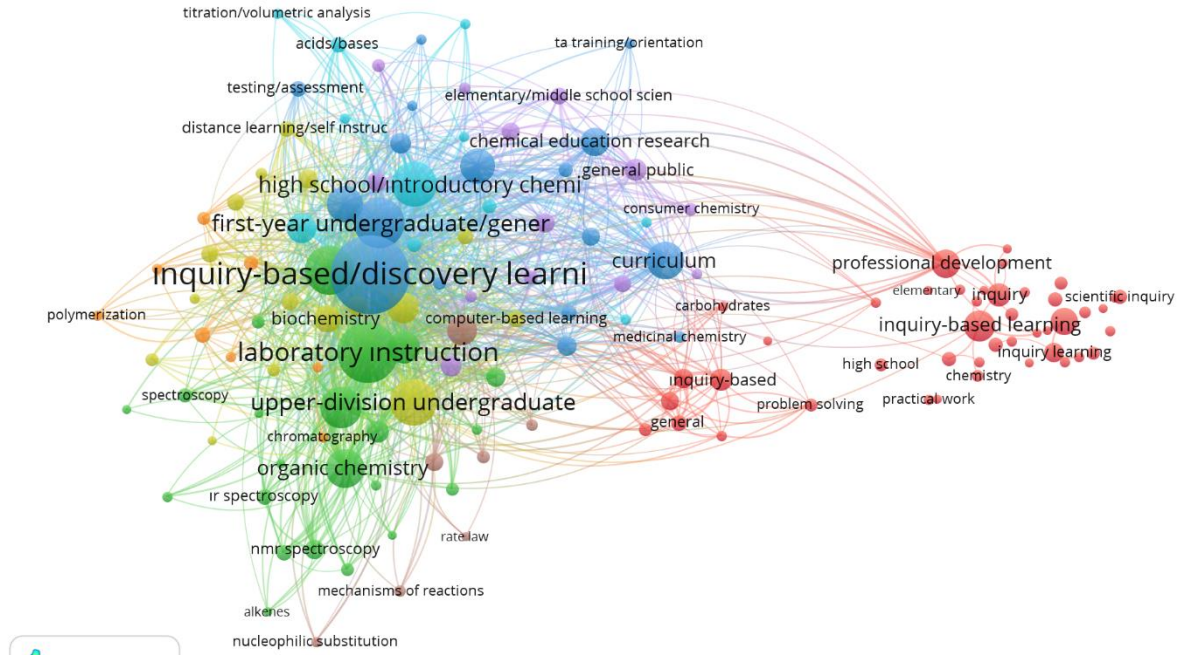 titration/volumetric analysis
acids/bases
ta training/orientation
testing/assessment
elementary/middle school scien
distance learning/self instruc
chemical education research
high school/introductory chemi
general public
first-year undergraduate/gener
consumer chemistry
inquiry-based/discovery learni
curriculum
professional development
elementary
inquiry
scientific inquiry
polymerization
biochemistry
computer-based learning
carbohydrates
inquiry-based learning
laboratory instruction
medicinal chemistry
inquiry learning
high school
chemistry
inquiry-based
spectroscopy
upper-division undergraduate
problem solving
practical work
general
chromatography
organic chemistry
ir spectroscopy
rate law
nmr spectroscopy
mechanisms of reactions
alkenes
nucleophilic substitution